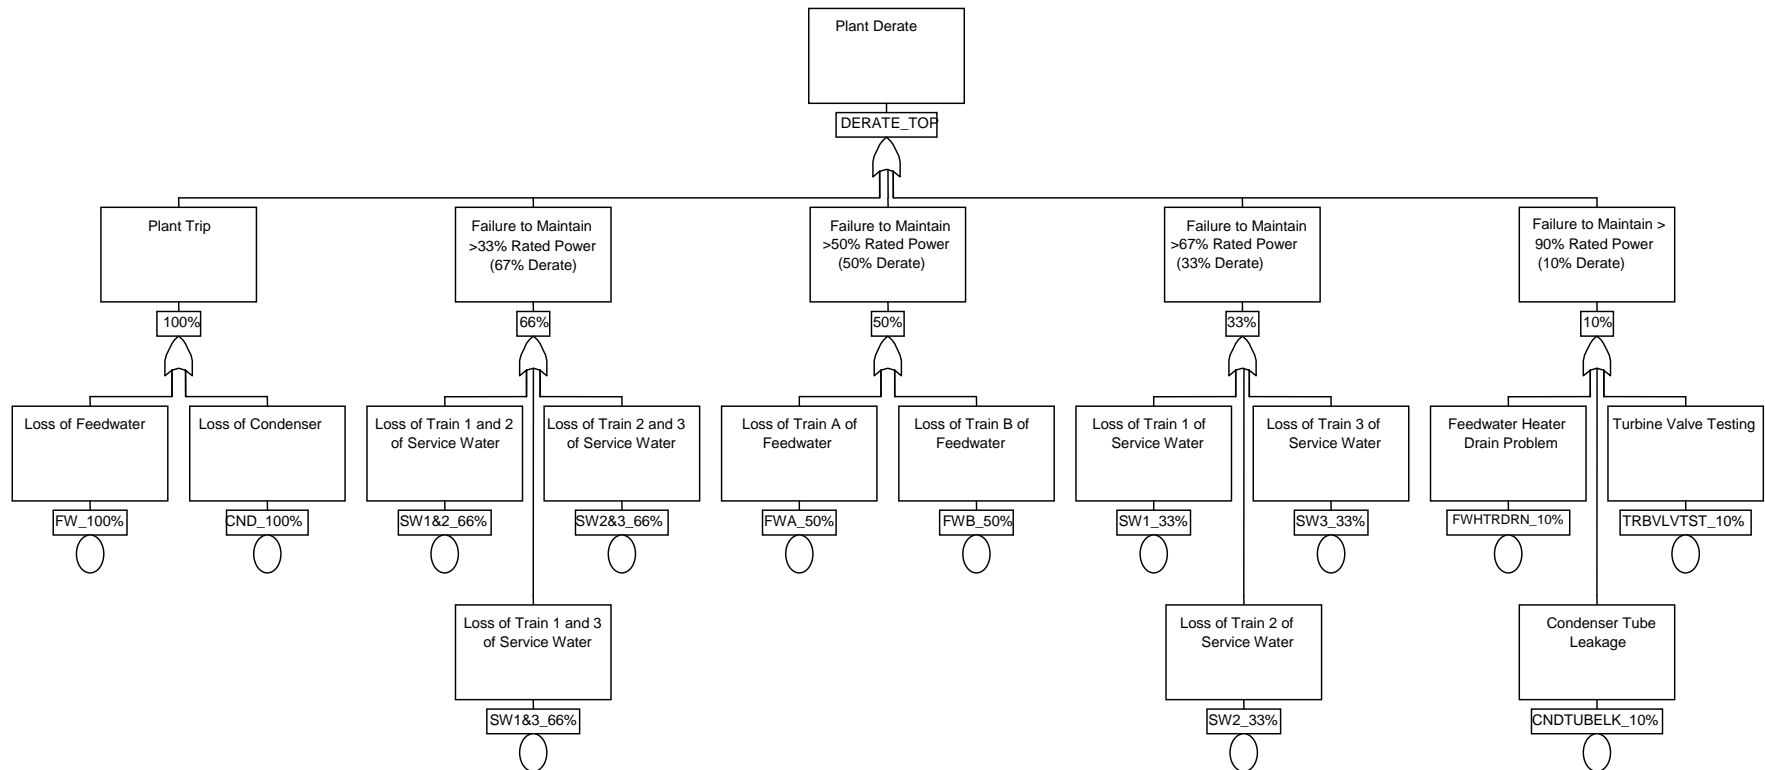 Plant Derate
DERATE_TOP
Plant Trip
100%
Failure to Maintain
>33% Rated Power
(67% Derate)
66%
Failure to Maintain
>50% Rated Power
(50% Derate)
50%
Failure to Maintain
>67% Rated Power
(33% Derate)
33%
Failure to Maintain >
90% Rated Power
(10% Derate)
10%
Loss of Feedwater
FW_100%
Loss of Condenser
CND_100%
Loss of Train 1 and 2
of Service Water
SW1&2_66%
Loss of Train 2 and 3
of Service Water
SW2&3_66%
Loss of Train A of
Feedwater
FWA_50%
Loss of Train B of
Feedwater
FWB_50%
Loss of Train 1 of
Service Water
SW1_33%
Loss of Train 3 of
Service Water
SW3_33%
Feedwater Heater
Drain Problem
FWHTRDRN_10%
Turbine Valve Testing
TRBVLVTST_10%
Loss of Train 1 and 3
of Service Water
SW1&3_66%
Loss of Train 2 of
Service Water
SW2_33%
Condenser Tube
Leakage
CNDTUBELK_10%